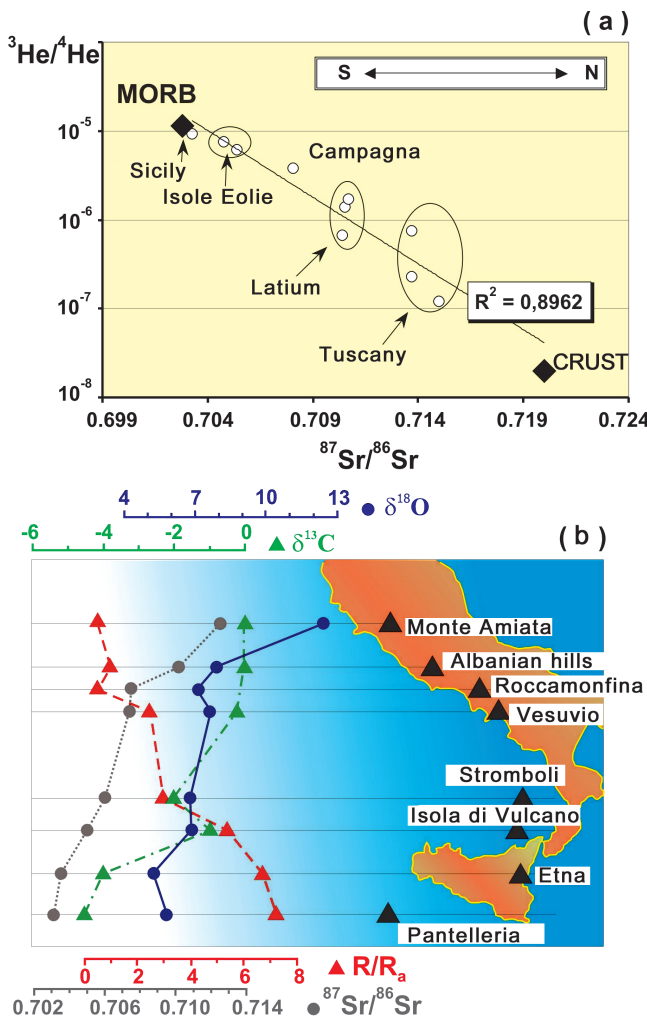 ( a )
³He/⁴He
10⁻⁴
S N
MORB
10⁻⁵
Sicily
Campagna
Isole Eolie
10⁻⁶
Latium
10⁻⁷
R² = 0,8962
Tuscany
CRUST
10⁻⁸
0.699 0.704 0.709 0.714 0.719 0.724
⁸⁷Sr/⁸⁶Sr
4 7 10 13 δ¹⁸O
-6 -4 -2 0 δ¹³C
( b )
Monte Amiata
Albanian hills
Roccamonfina
Vesuvio
Stromboli
Isola di Vulcano
Etna
Pantelleria
0 2 4 6 8 R/Rₐ
0.702 0.706 0.710 0.714 ⁸⁷Sr/⁸⁶Sr